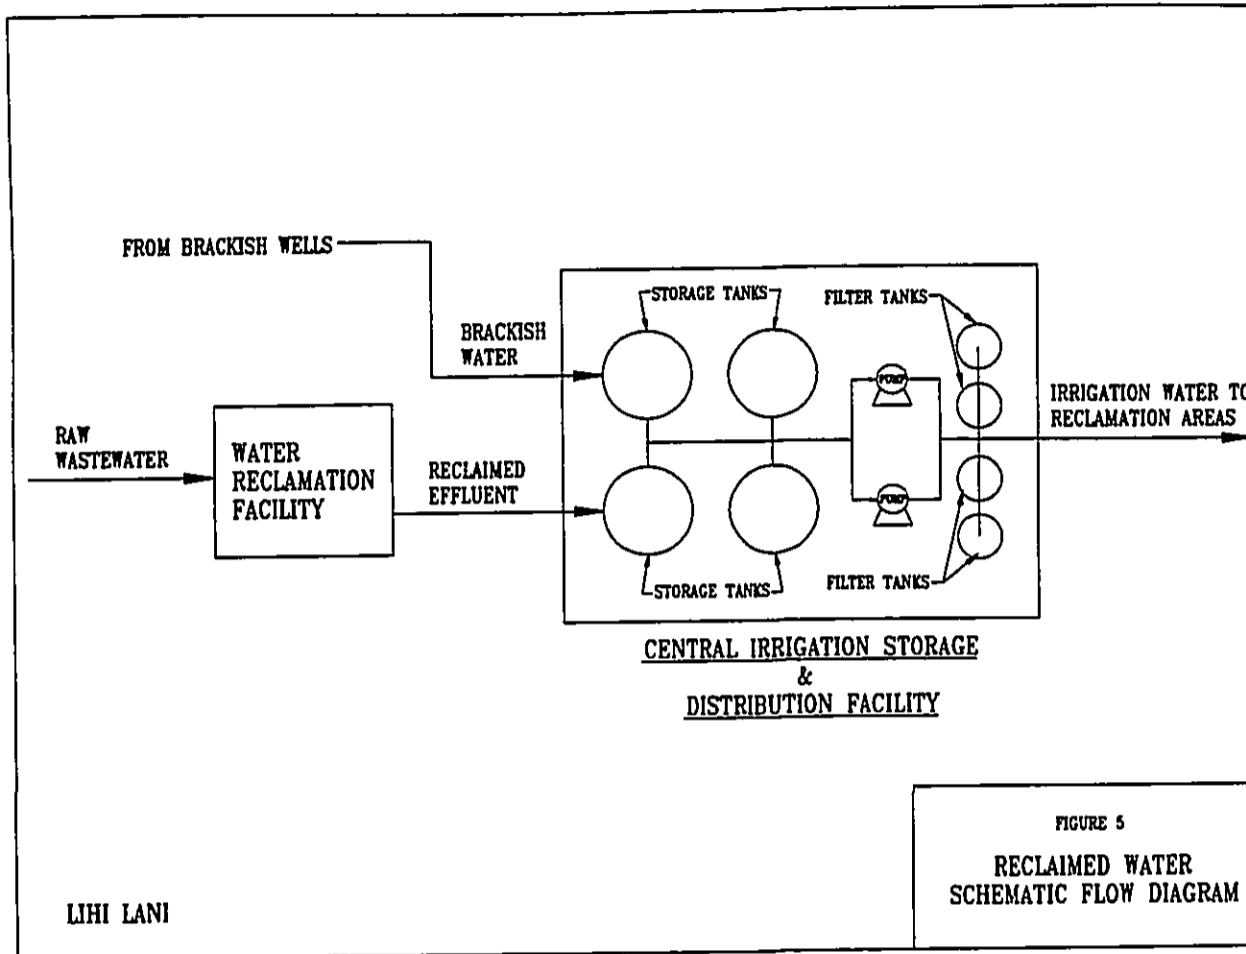 FROM BRACKISH WELLS
STORAGE TANKS
FILTER TANKS
BRACKISH
WATER
PUMP
IRRIGATION WATER TO
RECLAMATION AREAS
RAW
WASTEWATER
WATER
RECLAMATION
FACILITY
RECLAIMED
EFFLUENT
PUMP
STORAGE TANKS
FILTER TANKS
CENTRAL IRRIGATION STORAGE
&
DISTRIBUTION FACILITY
FIGURE 5
RECLAIMED WATER
SCHEMATIC FLOW DIAGRAM
LIHI LANI